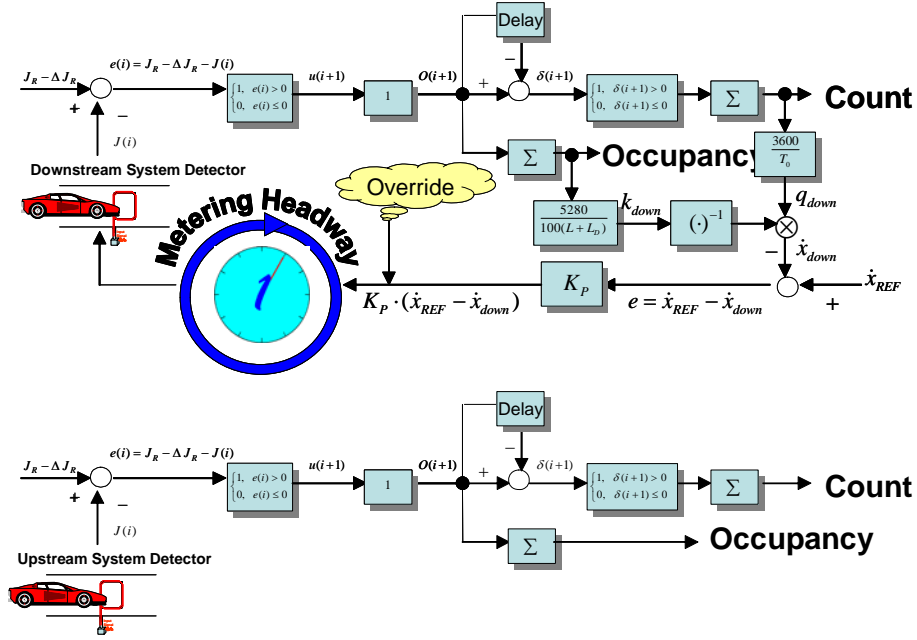 Delay
e(i) = J_R − ΔJ_R − J(i)
J_R − ΔJ_R
+
−
J(i)
{1, e(i) > 0
{0, e(i) ≤ 0
u(i+1)
1
O(i+1)
−
+
δ(i+1)
{1, δ(i+1) > 0
{0, δ(i+1) ≤ 0
Σ
Count
Downstream System Detector
Metering Headway
Override
Σ
Occupancy
3600
T_0
q_down
5280
100(L + L_D)
k_down
(·)^−1
⊗
−
ẋ_down
K_P · (ẋ_REF − ẋ_down)
K_P
e = ẋ_REF − ẋ_down
ẋ_REF
+
Delay
e(i) = J_R − ΔJ_R − J(i)
J_R − ΔJ_R
+
−
J(i)
{1, e(i) > 0
{0, e(i) ≤ 0
u(i+1)
1
O(i+1)
−
+
δ(i+1)
{1, δ(i+1) > 0
{0, δ(i+1) ≤ 0
Σ
Count
Upstream System Detector
Σ
Occupancy